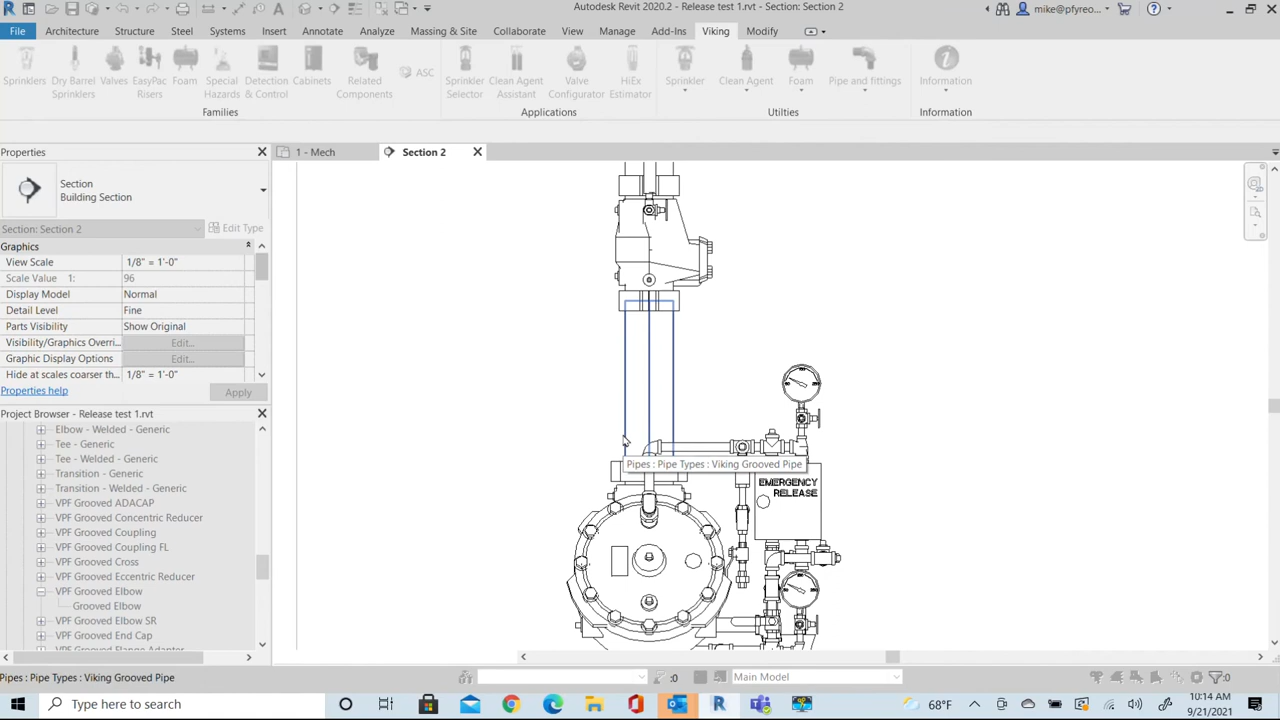 Autodesk Revit 2020.2 - Release test 1.rvt - Section: Section 2
mike@pfyreo...
File Architecture Structure Steel Systems Insert Annotate Analyze Massing & Site Collaborate View Manage Add-Ins Viking Modify
Sprinklers Dry Barrel Sprinklers Valves EasyPac Risers Foam Special Hazards Detection & Control Cabinets Related Components ASC
Sprinkler Selector Clean Agent Assistant Valve Configurator HiEx Estimator
Sprinkler Clean Agent Foam Pipe and fittings Information
Families Applications Utilties Information
Properties
1 - Mech Section 2
Section
Building Section
Section: Section 2 Edit Type
Graphics
View Scale 1/8" = 1'-0"
Scale Value 1: 96
Display Model Normal
Detail Level Fine
Parts Visibility Show Original
Visibility/Graphics Overri... Edit...
Graphic Display Options Edit...
Hide at scales coarser th... 1/8" = 1'-0"
Properties help Apply
Project Browser - Release test 1.rvt
Elbow - Welded - Generic
Tee - Generic
Tee - Welded - Generic
Transition - Generic
Transition - Welded - Generic
VPF Grooved ADACAP
VPF Grooved Concentric Reducer
VPF Grooved Coupling
VPF Grooved Coupling FL
VPF Grooved Cross
VPF Grooved Eccentric Reducer
VPF Grooved Elbow
Grooved Elbow
VPF Grooved Elbow SR
VPF Grooved End Cap
VPF Grooved Flange Adapter
Pipes : Pipe Types : Viking Grooved Pipe
EMERGENCY
RELEASE
Pipes : Pipe Types : Viking Grooved Pipe
:0 Main Model :0
Type here to search
68°F
10:14 AM
9/21/2021